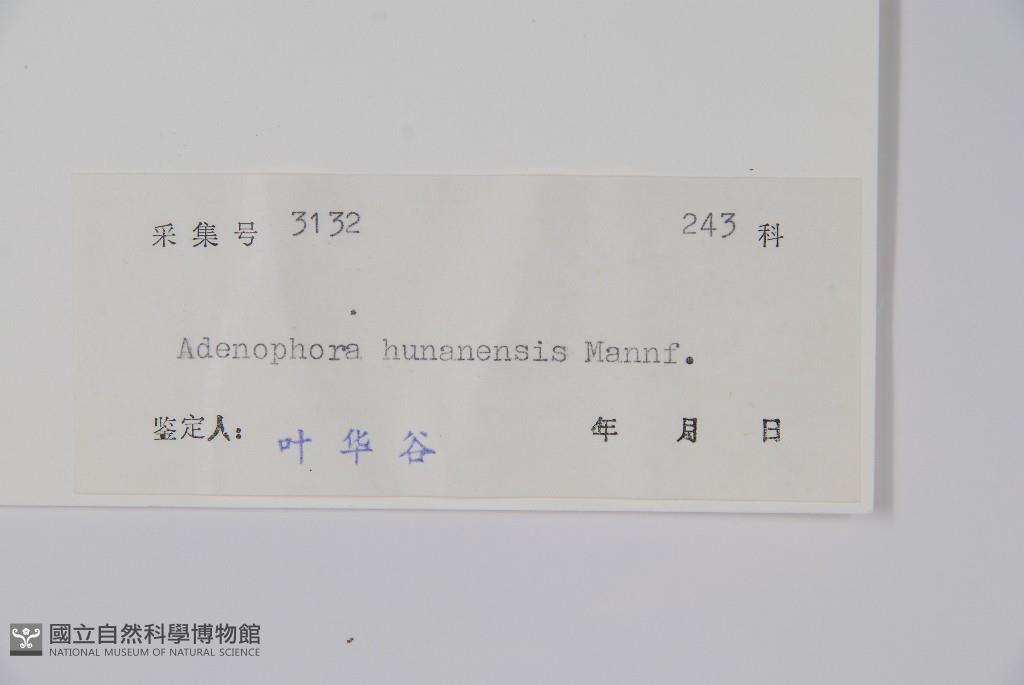 采集号 3132 243 科
Adenophora hunanensis Mannf.
鉴定人: 叶华谷 年 月 日
國立自然科學博物館
NATIONAL MUSEUM OF NATURAL SCIENCE